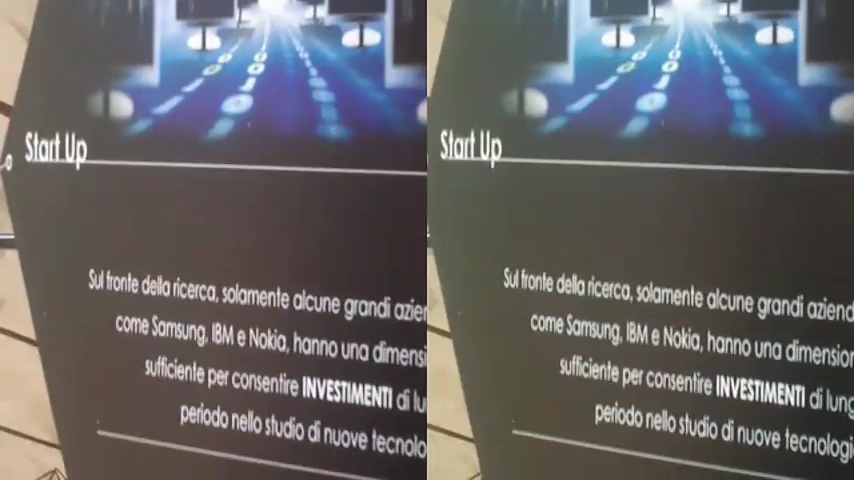 Start Up
Sul fronte della ricerca, solamente alcune grandi
come Samsung, IBM e Nokia, hanno una
sufficiente per consentire INVESTIMENTI di
periodo nello studio di nuove
Start Up
Sul fronte della ricerca, solamente alcune grandi
come Samsung, IBM e Nokia, hanno una
sufficiente per consentire INVESTIMENTI di
periodo nello studio di nuove